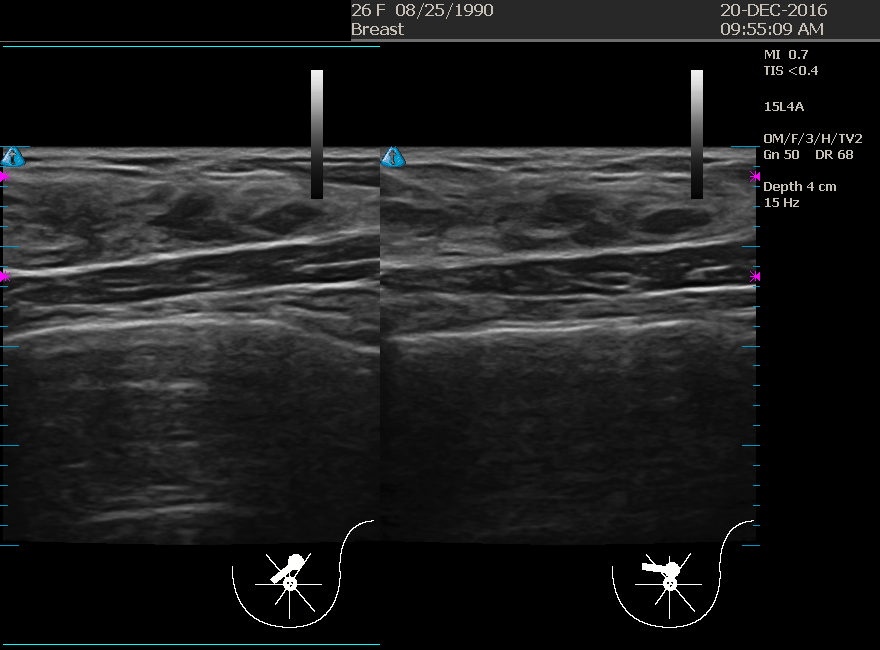 26 F 08/25/1990
20-DEC-2016
Breast
09:55:09 AM
MI 0.7
TIS <0.4
15L4A
OM/F/3/H/TV2
Gn 50 DR 68
Depth 4 cm
15 Hz